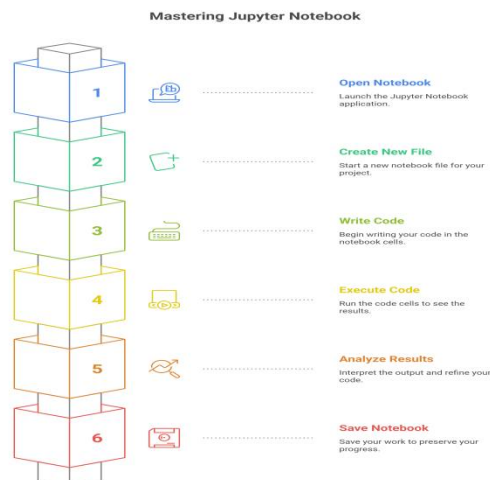 Mastering Jupyter Notebook
1
Open Notebook
Launch the Jupyter Notebook
application.
2
Create New File
Start a new notebook file for your
project.
3
Write Code
Begin writing your code in the
notebook cells.
4
Execute Code
Run the code cells to see the
results.
5
Analyze Results
Interpret the output and refine your
code.
6
Save Notebook
Save your work to preserve your
progress.